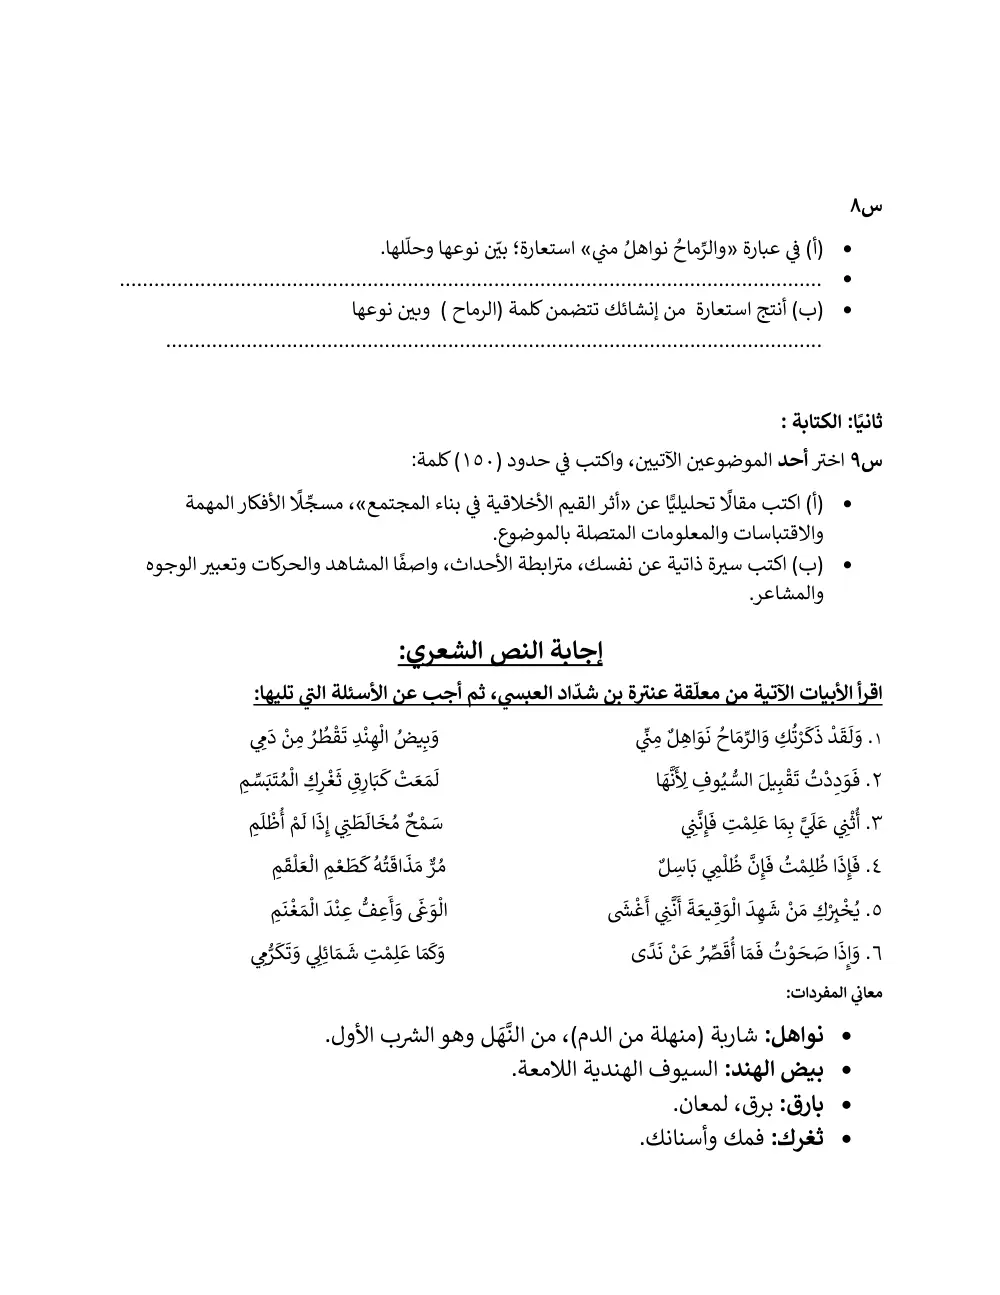 س٨
• (أ) في عبارة «والرِّماحُ نواهلُ مني» استعارة؛ بيّن نوعها وحلّلها.
• ........................................................................................................................
• (ب) أنتج استعارة من إنشائك تتضمن كلمة (الرماح ) وبين نوعها
................................................................................................................
ثانيًا: الكتابة :
س٩ اختر أحد الموضوعين الآتيين، واكتب في حدود (١٥٠) كلمة:
• (أ) اكتب مقالًا تحليليًّا عن «أثر القيم الأخلاقية في بناء المجتمع»، مسجِّلًا الأفكار المهمة
والاقتباسات والمعلومات المتصلة بالموضوع.
• (ب) اكتب سيرة ذاتية عن نفسك، مترابطة الأحداث، واصفًا المشاهد والحركات وتعبير الوجوه
والمشاعر.
إجابة النص الشعري:
اقرأ الأبيات الآتية من معلّقة عنترة بن شدّاد العبسي، ثم أجب عن الأسئلة التي تليها:
١. وَلَقَدْ ذَكَرْتُكِ وَالرِّمَاحُ نَوَاهِلٌ مِنِّي وَبِيضُ الْهِنْدِ تَقْطُرُ مِنْ دَمِي
٢. فَوَدِدْتُ تَقْبِيلَ السُّيُوفِ لِأَنَّهَا لَمَعَتْ كَبَارِقِ ثَغْرِكِ الْمُتَبَسِّمِ
٣. أُثْنِي عَلَيَّ بِمَا عَلِمْتِ فَإِنَّنِي سَمْحٌ مُخَالَطَتِي إِذَا لَمْ أُظْلَمِ
٤. فَإِذَا ظُلِمْتُ فَإِنَّ ظُلْمِي بَاسِلٌ مُرٌّ مَذَاقَتُهُ كَطَعْمِ الْعَلْقَمِ
٥. يُخْبِرْكِ مَنْ شَهِدَ الْوَقِيعَةَ أَنَّنِي أَغْشَى الْوَغَى وَأَعِفُّ عِنْدَ الْمَغْنَمِ
٦. وَإِذَا صَحَوْتُ فَمَا أُقَصِّرُ عَنْ نَدًى وَكَمَا عَلِمْتِ شَمَائِلِي وَتَكَرُّمِي
معاني المفردات:
• نواهل: شاربة (منهلة من الدم)، من النَّهَل وهو الشرب الأول.
• بيض الهند: السيوف الهندية اللامعة.
• بارق: برق، لمعان.
• ثغرك: فمك وأسنانك.